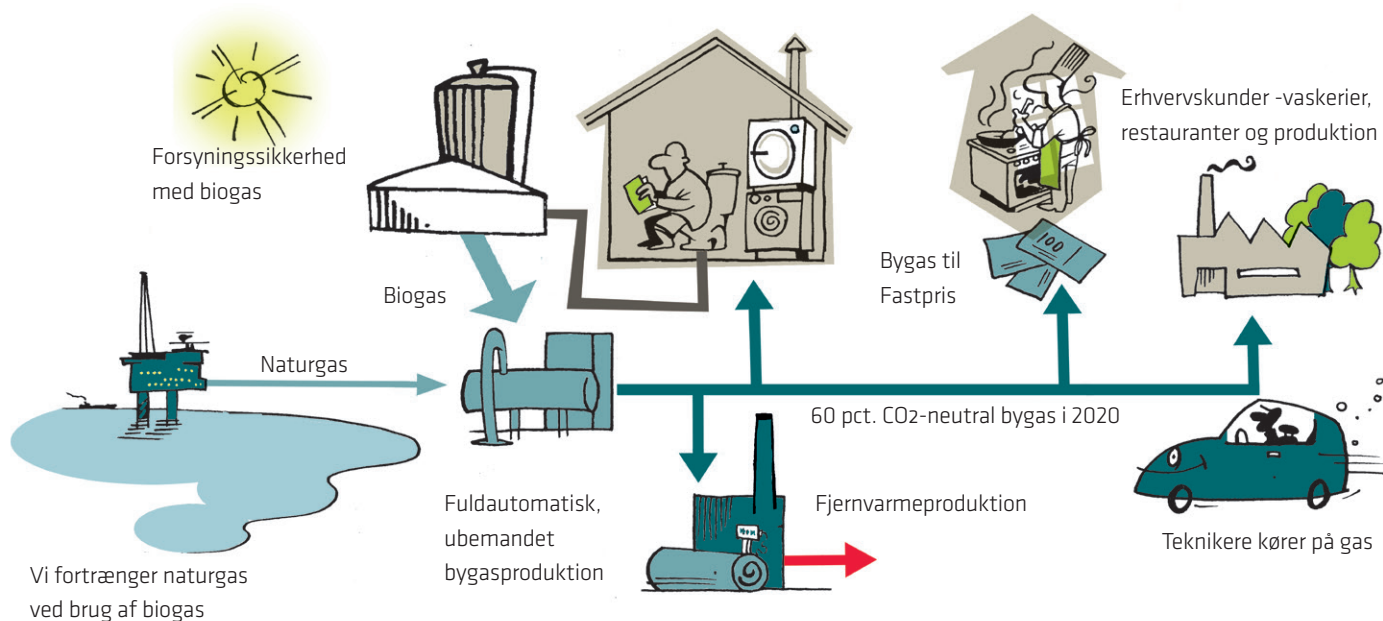 Forsyningssikkerhed
med biogas
Erhvervskunder -vaskerier,
restauranter og produktion
Biogas
Bygas til
Fastpris
100
Naturgas
60 pct. CO2-neutral bygas i 2020
Fuldautomatisk,
ubemandet
bygasproduktion
Fjernvarmeproduktion
Teknikere kører på gas
Vi fortrænger naturgas
ved brug af biogas